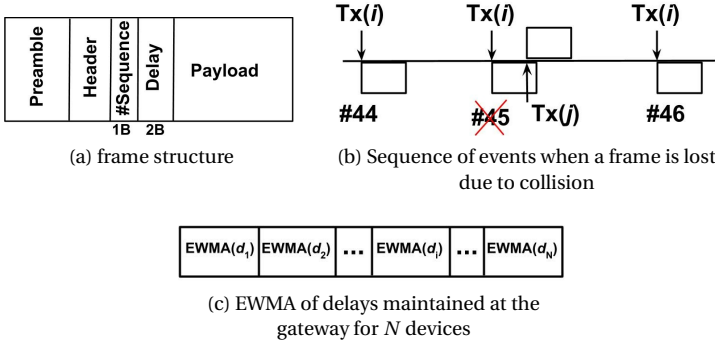 Preamble
Header
#Sequence
Delay
Payload
1B 2B
(a) frame structure
Tx(i) Tx(i) Tx(i)
#44 #45 Tx(j) #46
(b) Sequence of events when a frame is lost
due to collision
EWMA(d1) EWMA(d2) ... EWMA(di) ... EWMA(dN)
(c) EWMA of delays maintained at the
gateway for N devices